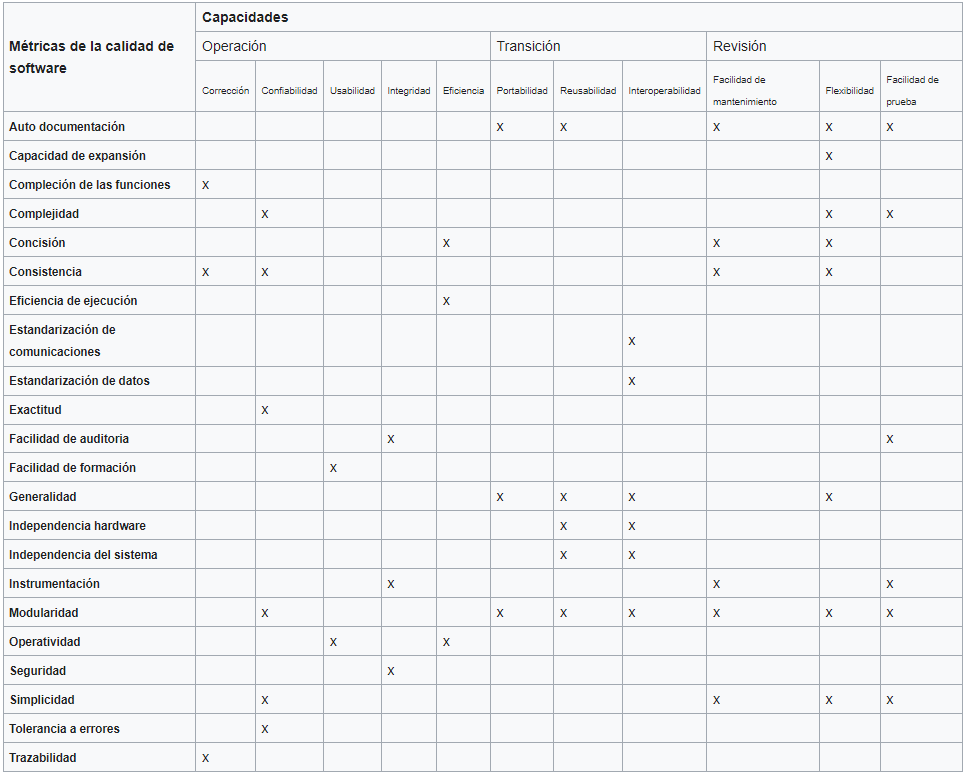 Métricas de la calidad de
software
Capacidades
Operación Transición Revisión
Corrección Confiabilidad Usabilidad Integridad Eficiencia Portabilidad Reusabilidad Interoperabilidad Facilidad de
mantenimiento Flexibilidad Facilidad de
prueba
Auto documentación X X X X X
Capacidad de expansión X
Compleción de las funciones X
Complejidad X X X
Concisión X X X
Consistencia X X X X
Eficiencia de ejecución X
Estandarización de
comunicaciones X
Estandarización de datos X
Exactitud X
Facilidad de auditoria X X
Facilidad de formación X
Generalidad X X X X
Independencia hardware X X
Independencia del sistema X X
Instrumentación X X X
Modularidad X X X X X X X
Operatividad X X
Seguridad X
Simplicidad X X X X
Tolerancia a errores X
Trazabilidad X